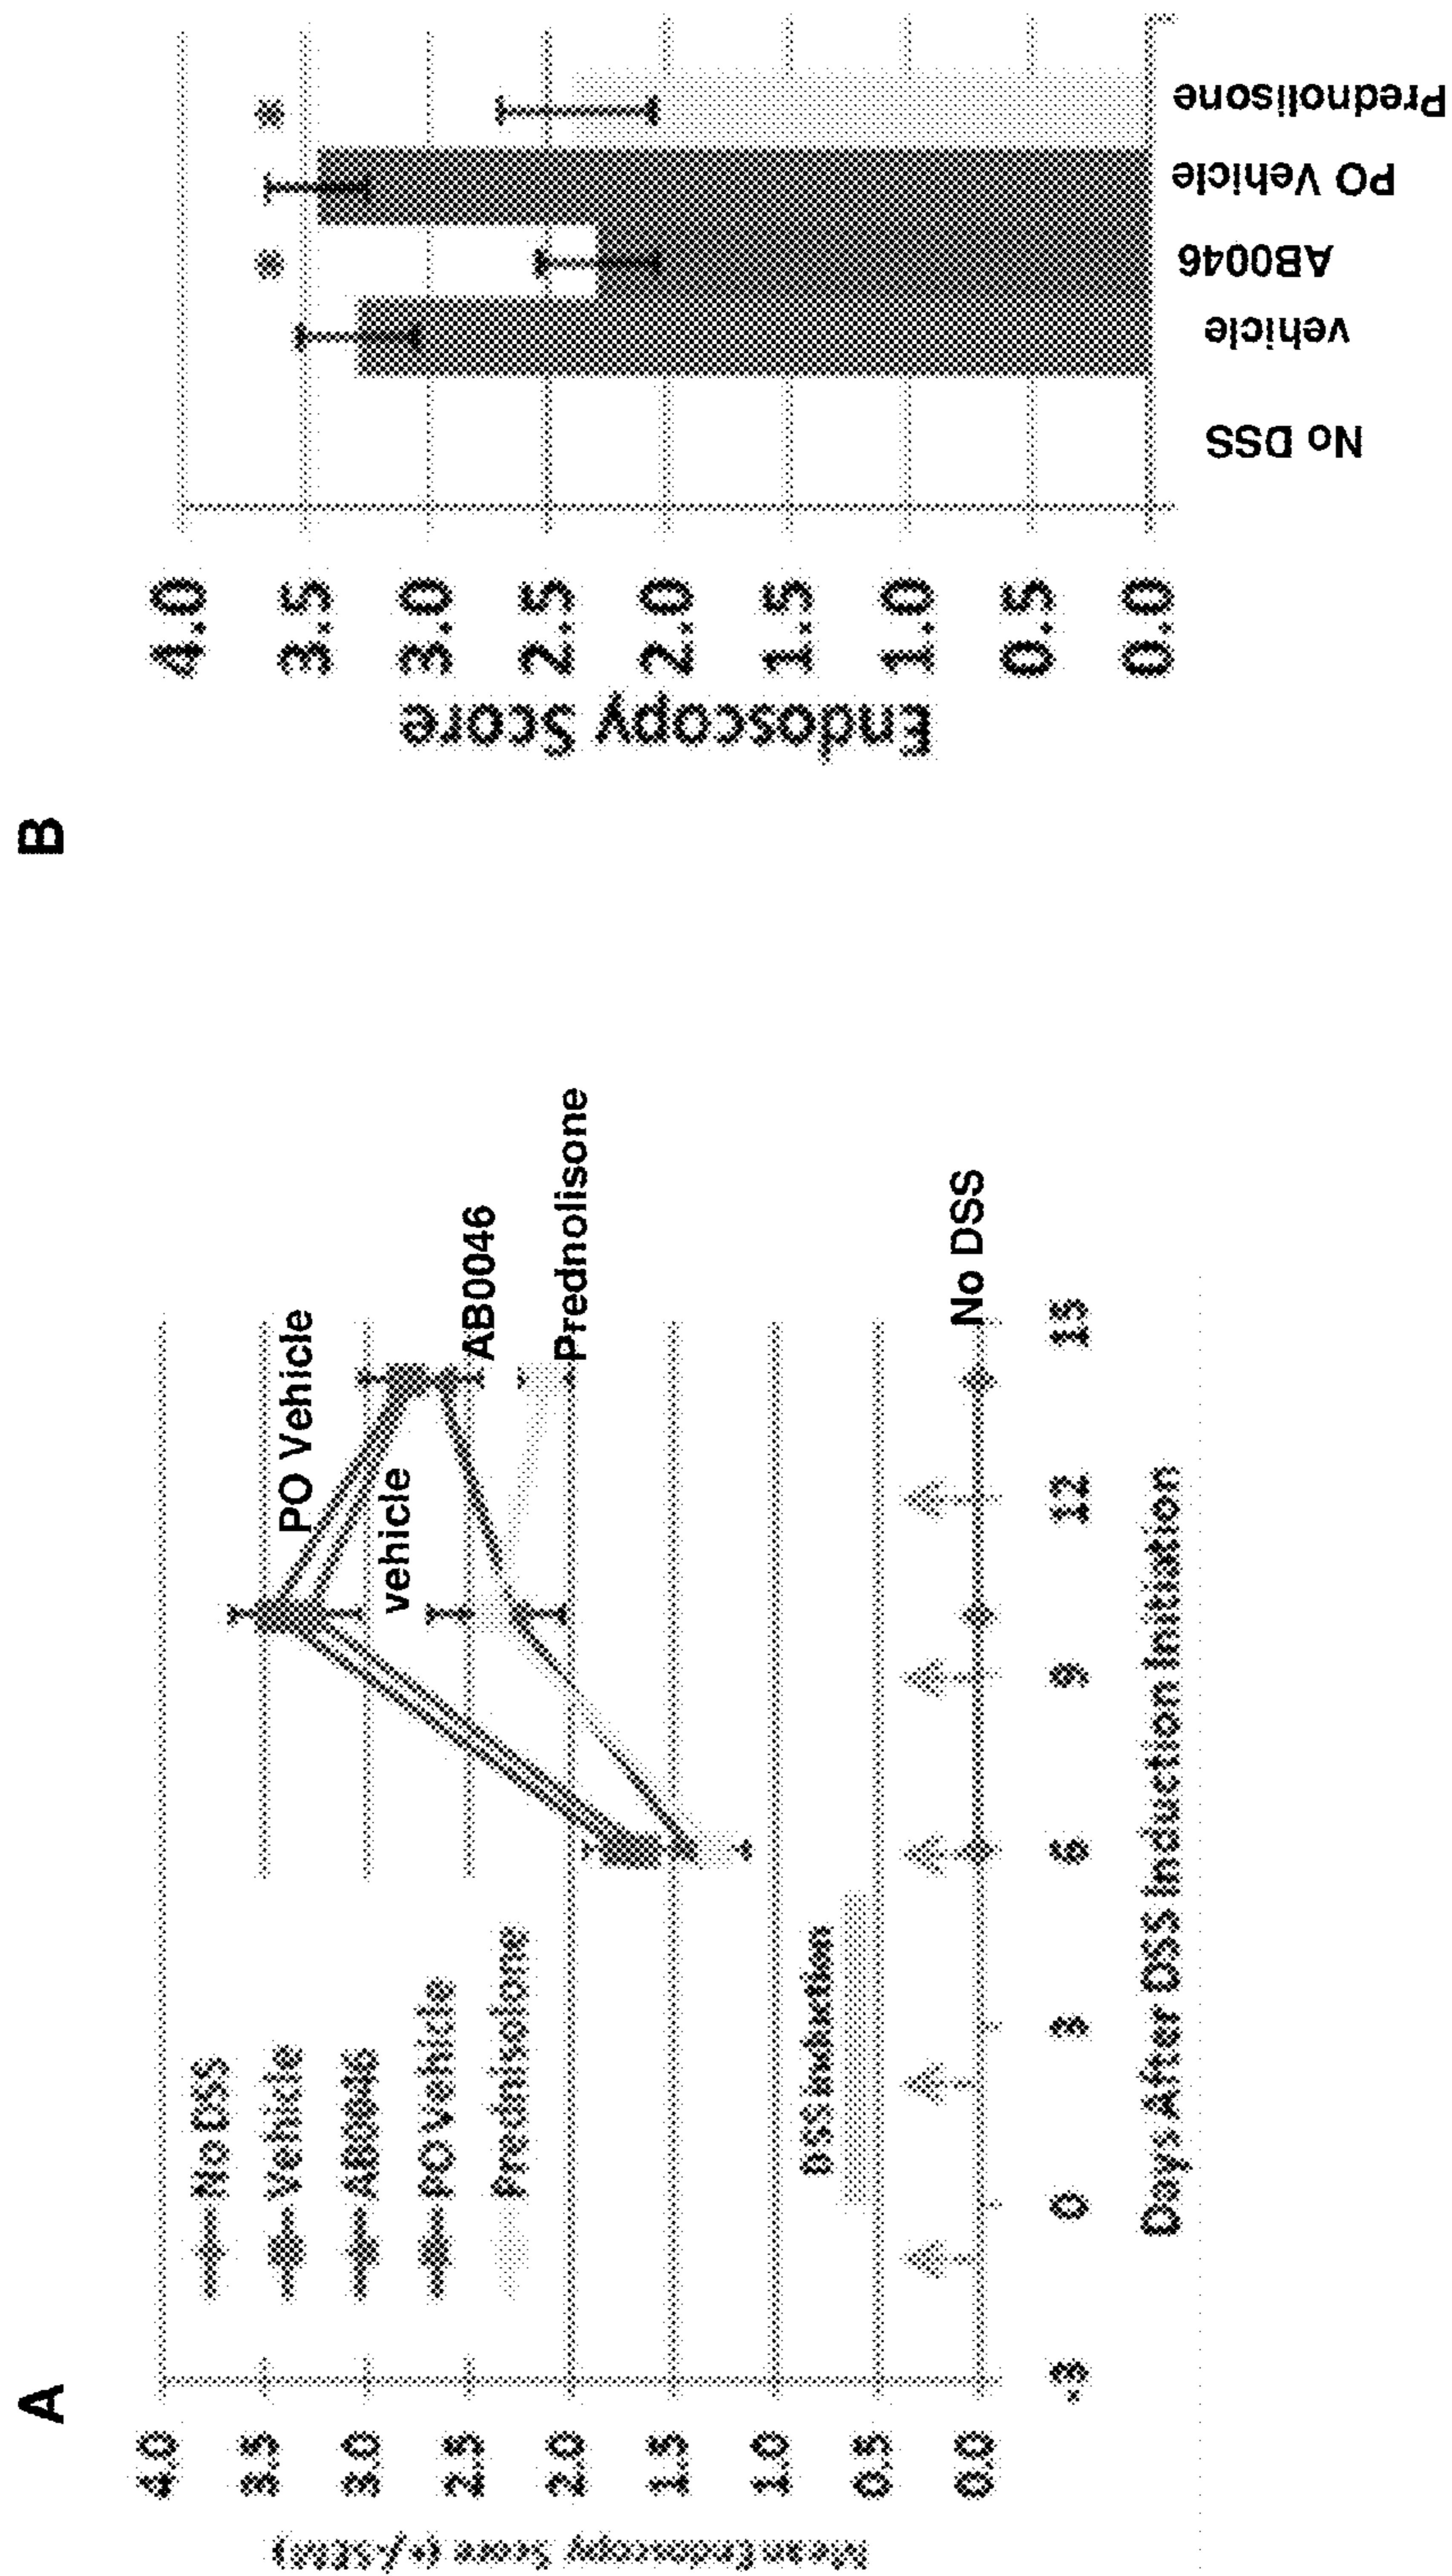 A
Mean Endoscopy Score (+/-SEM)
4.0
3.5
3.0
2.5
2.0
1.5
1.0
0.5
0.0
No DSS
Vehicle
AB0046
PO Vehicle
Prednisolone
DSS induction
PO Vehicle
vehicle
AB0046
Prednolisone
No DSS
-3 0 3 6 9 12 15
Days After DSS Induction Initiation
B
Endoscopy Score
4.0
3.5
3.0
2.5
2.0
1.5
1.0
0.5
0.0
* *
No DSS
vehicle
AB0046
PO Vehicle
Prednolisone